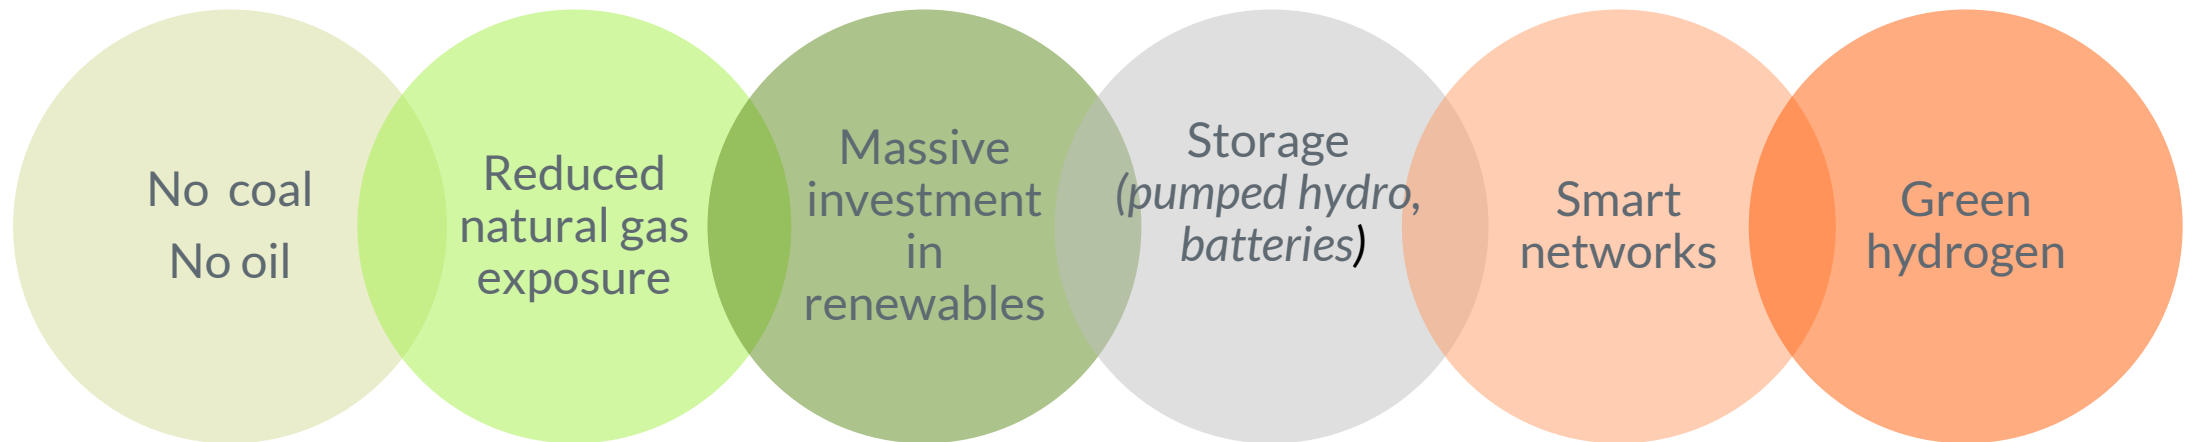 No coal
No oil
Reduced
natural gas
exposure
Massive
investment
in
renewables
Storage
(pumped hydro,
batteries)
Smart
networks
Green
hydrogen